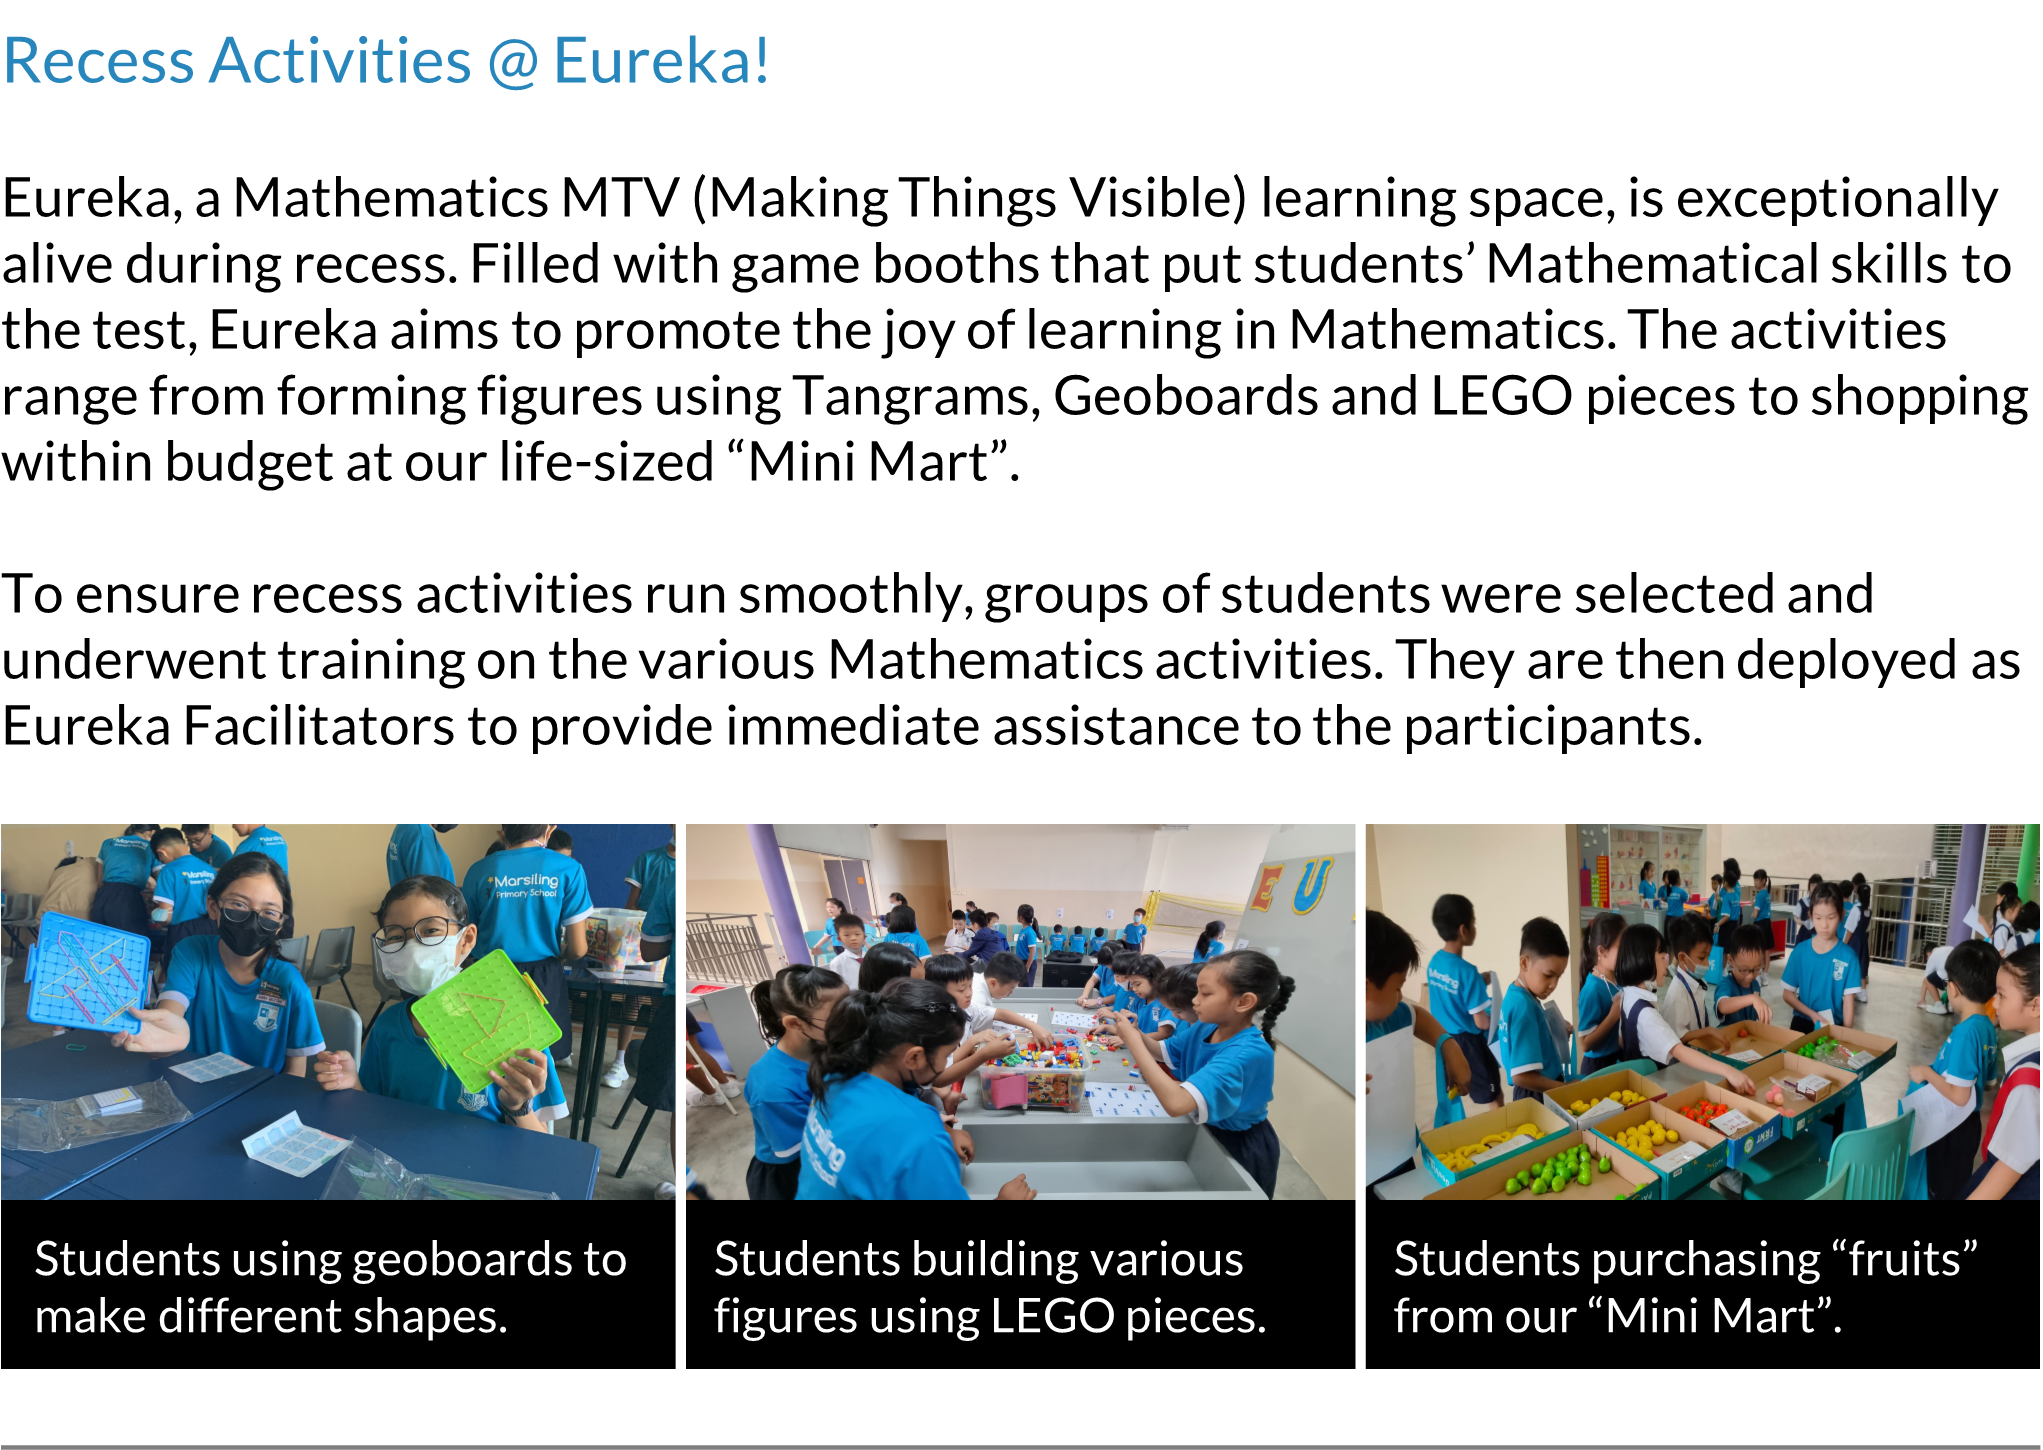 Recess Activities @ Eureka!
Eureka, a Mathematics MTV (Making Things Visible) learning space, is exceptionally
alive during recess. Filled with game booths that put students’ Mathematical skills to
the test, Eureka aims to promote the joy of learning in Mathematics. The activities
range from forming figures using Tangrams, Geoboards and LEGO pieces to shopping
within budget at our life-sized “Mini Mart”.
To ensure recess activities run smoothly, groups of students were selected and
underwent training on the various Mathematics activities. They are then deployed as
Eureka Facilitators to provide immediate assistance to the participants.
Marsiling
Primary School
Marsiling
Marsiling
Primary School
E U
Marsiling
Marsiling
Students using geoboards to
make different shapes.
Students building various
figures using LEGO pieces.
Students purchasing “fruits”
from our “Mini Mart”.